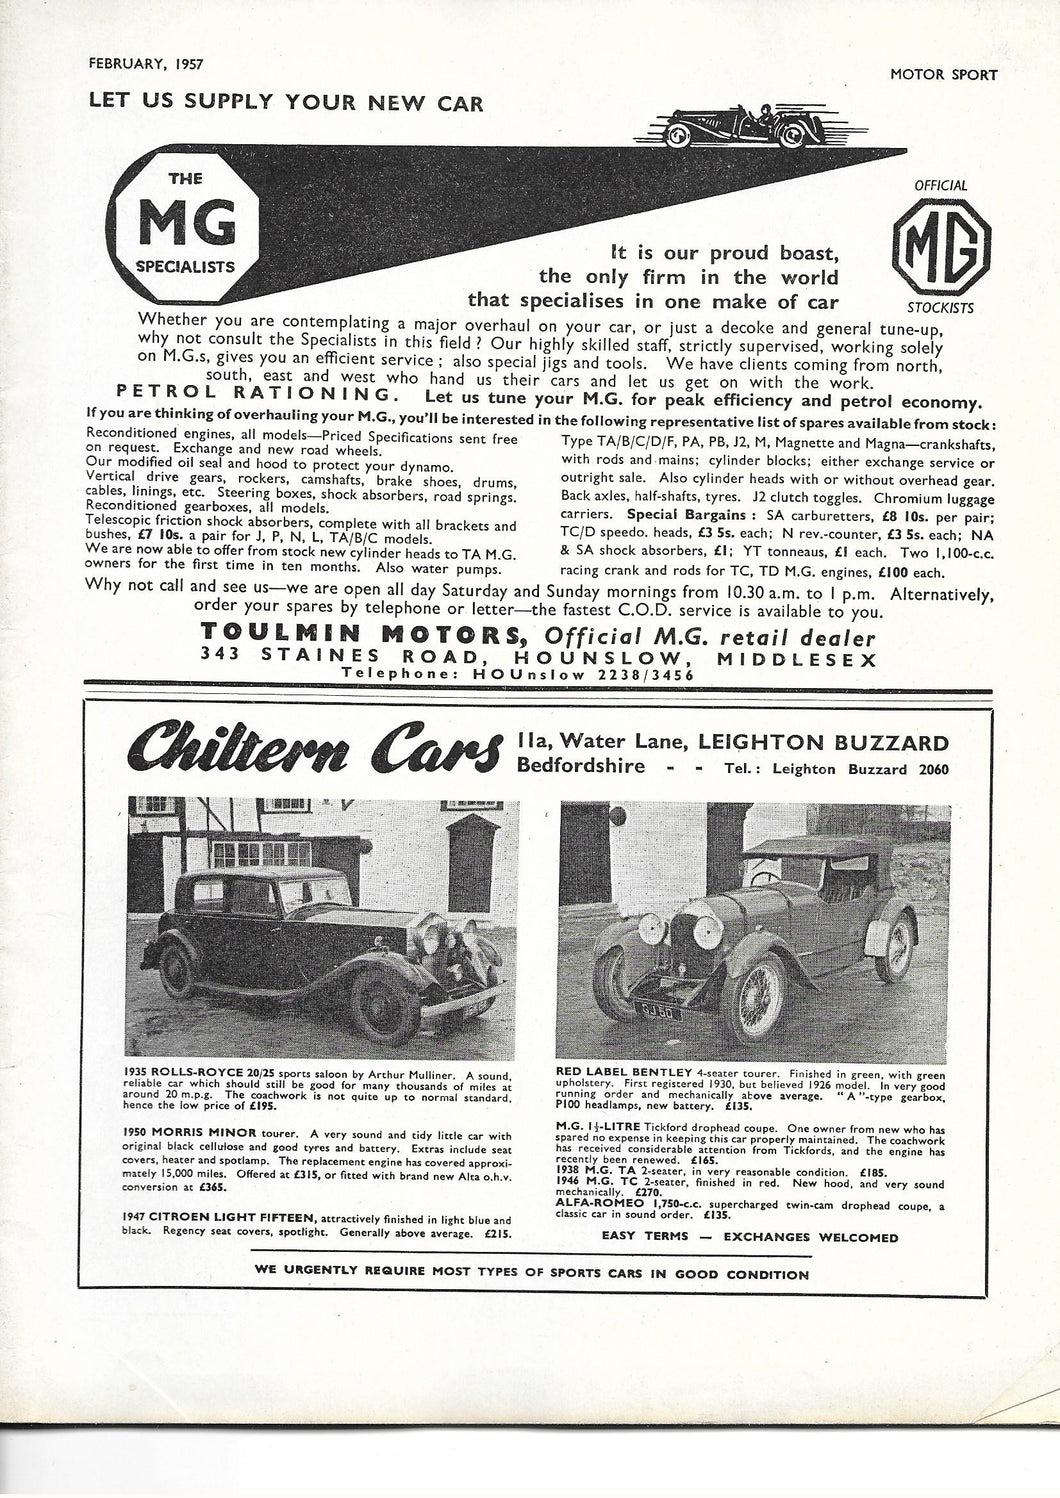 FEBRUARY, 1957
MOTOR SPORT
LET US SUPPLY YOUR NEW CAR
THE
MG
SPECIALISTS
OFFICIAL
MG
STOCKISTS
It is our proud boast,
the only firm in the world
that specialises in one make of car
Whether you are contemplating a major overhaul on your car, or just a decoke and general tune-up,
why not consult the Specialists in this field? Our highly skilled staff, strictly supervised, working solely
on M.G.s, gives you an efficient service; also special jigs and tools. We have clients coming from north,
south, east and west who hand us their cars and let us get on with the work.
PETROL RATIONING. Let us tune your M.G. for peak efficiency and petrol economy.
If you are thinking of overhauling your M.G., you'll be interested in the following representative list of spares available from stock:
Reconditioned engines, all models—Priced Specifications sent free
on request. Exchange and new road wheels.
Our modified oil seal and hood to protect your dynamo.
Vertical drive gears, rockers, camshafts, brake shoes, drums,
cables, linings, etc. Steering boxes, shock absorbers, road springs.
Reconditioned gearboxes, all models.
Telescopic friction shock absorbers, complete with all brackets and
bushes, £7 10s. a pair for J, P, N, L, TA/B/C models.
We are now able to offer from stock new cylinder heads to TA M.G.
owners for the first time in ten months. Also water pumps.
Type TA/B/C/D/F, PA, PB, J2, M, Magnette and Magna—crankshafts,
with rods and mains; cylinder blocks; either exchange service or
outright sale. Also cylinder heads with or without overhead gear.
Back axles, half-shafts, tyres. J2 clutch toggles. Chromium luggage
carriers. Special Bargains: SA carburetters, £8 10s. per pair;
TC/D speedo. heads, £3 5s. each; N rev.-counter, £3 5s. each; NA
& SA shock absorbers, £1; YT tonneaus, £1 each. Two 1,100-c.c.
racing crank and rods for TC, TD M.G. engines, £100 each.
Why not call and see us—we are open all day Saturday and Sunday mornings from 10.30 a.m. to 1 p.m. Alternatively,
order your spares by telephone or letter—the fastest C.O.D. service is available to you.
TOULMIN MOTORS, Official M.G. retail dealer
343 STAINES ROAD, HOUNSLOW, MIDDLESEX
Telephone: HOUnslow 2238/3456
Chiltern Cars
11a, Water Lane, LEIGHTON BUZZARD
Bedfordshire - - Tel.: Leighton Buzzard 2060
GJ 50
1935 ROLLS-ROYCE 20/25 sports saloon by Arthur Mulliner. A sound,
reliable car which should still be good for many thousands of miles at
around 20 m.p.g. The coachwork is not quite up to normal standard,
hence the low price of £195.
1950 MORRIS MINOR tourer. A very sound and tidy little car with
original black cellulose and good tyres and battery. Extras include seat
covers, heater and spotlamp. The replacement engine has covered approxi-
mately 15,000 miles. Offered at £315, or fitted with brand new Alta o.h.v.
conversion at £365.
1947 CITROEN LIGHT FIFTEEN, attractively finished in light blue and
black. Regency seat covers, spotlight. Generally above average. £215.
RED LABEL BENTLEY 4-seater tourer. Finished in green, with green
upholstery. First registered 1930, but believed 1926 model. In very good
running order and mechanically above average. "A"-type gearbox,
P100 headlamps, new battery. £135.
M.G. 1½-LITRE Tickford drophead coupe. One owner from new who has
spared no expense in keeping this car properly maintained. The coachwork
has received considerable attention from Tickfords, and the engine has
recently been renewed. £165.
1938 M.G. TA 2-seater, in very reasonable condition. £185.
1946 M.G. TC 2-seater, finished in red. New hood, and very sound
mechanically. £270.
ALFA-ROMEO 1,750-c.c. supercharged twin-cam drophead coupe, a
classic car in sound order. £135.
EASY TERMS — EXCHANGES WELCOMED
WE URGENTLY REQUIRE MOST TYPES OF SPORTS CARS IN GOOD CONDITION